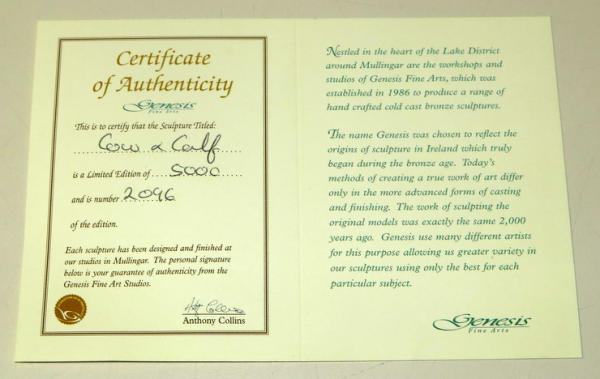 Certificate
of Authenticity
Genesis
Fine Arts
This is to certify that the Sculpture Titled:
Cow & Calf
is a Limited Edition of 5000
and is number 2096
of the edition.
Each sculpture has been designed and finished at
our studios in Mullingar. The personal signature
below is your guarantee of authenticity from the
Genesis Fine Art Studios.
Anthony Collins
Nestled in the heart of the Lake District
around Mullingar are the workshops and
studios of Genesis Fine Arts, which was
established in 1986 to produce a range of
hand crafted cold cast bronze sculptures.
The name Genesis was chosen to reflect the
origins of sculpture in Ireland which truly
began during the bronze age. Today's
methods of creating a true work of art differ
only in the more advanced forms of casting
and finishing. The work of sculpting the
original models was exactly the same 2,000
years ago. Genesis use many different artists
for this purpose allowing us greater variety in
our sculptures using only the best for each
particular subject.
Genesis
Fine Arts